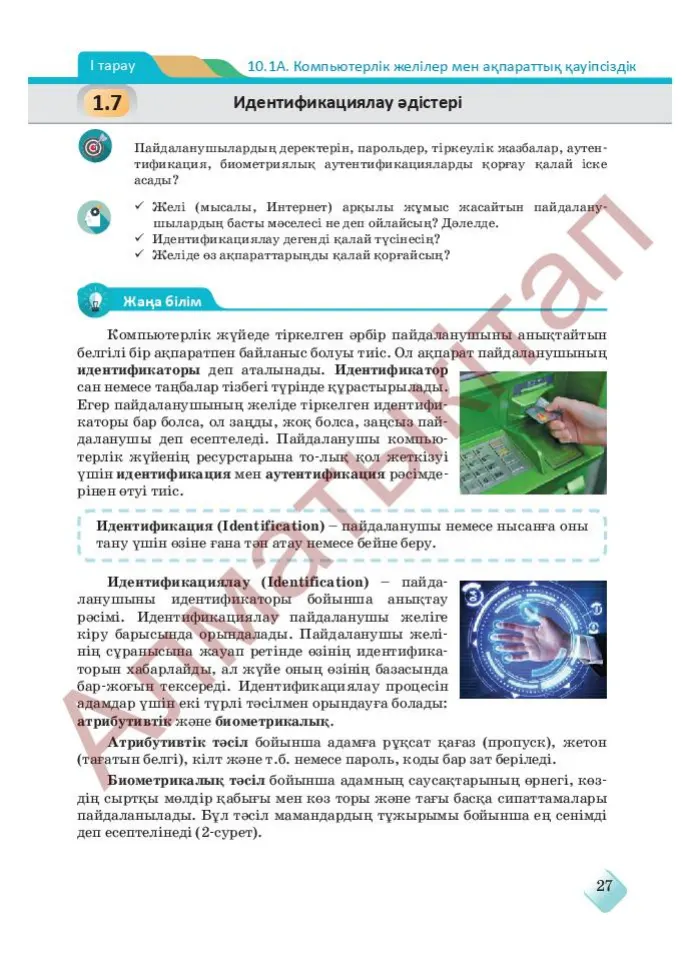 І тарау
10.1А. Компьютерлік желілер мен ақпараттық қауіпсіздік
1.7
Идентификациялау әдістері
Пайдаланушылардың деректерін, парольдер, тіркеулік жазбалар, аутен-
тификация, биометриялық аутентификацияларды қорғау қалай іске
асады?
✓ Желі (мысалы, Интернет) арқылы жұмыс жасайтын пайдалану-
шылардың басты мәселесі не деп ойлайсың? Дәлелде.
✓ Идентификациялау дегенді қалай түсінесің?
✓ Желіде өз ақпараттарыңды қалай қорғайсың?
Жаңа білім
Компьютерлік жүйеде тіркелген әрбір пайдаланушыны анықтайтын
белгілі бір ақпаратпен байланыс болуы тиіс. Ол ақпарат пайдаланушының
идентификаторы деп аталынады. Идентификатор
сан немесе таңбалар тізбегі түрінде құрастырылады.
Егер пайдаланушының желіде тіркелген идентифи-
каторы бар болса, ол заңды, жоқ болса, заңсыз пай-
даланушы деп есептеледі. Пайдаланушы компью-
терлік жүйенің ресурстарына то-лық қол жеткізуі
үшін идентификация мен аутентификация рәсімде-
рінен өтуі тиіс.
Идентификация (Identification) – пайдаланушы немесе нысанға оны
тану үшін өзіне ғана тән атау немесе бейне беру.
Идентификациялау (Identification) – пайда-
ланушыны идентификаторы бойынша анықтау
рәсімі. Идентификациялау пайдаланушы желіге
кіру барысында орындалады. Пайдаланушы желі-
нің сұранысына жауап ретінде өзінің идентифика-
торын хабарлайды, ал жүйе оның өзінің базасында
бар-жоғын тексереді. Идентификациялау процесін
адамдар үшін екі түрлі тәсілмен орындауға болады:
атрибутивтік және биометрикалық.
Атрибутивтік тәсіл бойынша адамға рұқсат қағаз (пропуск), жетон
(тағатын белгі), кілт және т.б. немесе пароль, коды бар зат беріледі.
Биометрикалық тәсіл бойынша адамның саусақтарының өрнегі, көз-
дің сыртқы мөлдір қабығы мен көз торы және тағы басқа сипаттамалары
пайдаланылады. Бұл тәсіл мамандардың тұжырымы бойынша ең сенімді
деп есептелінеді (2-сурет).
27
Алматыкітап